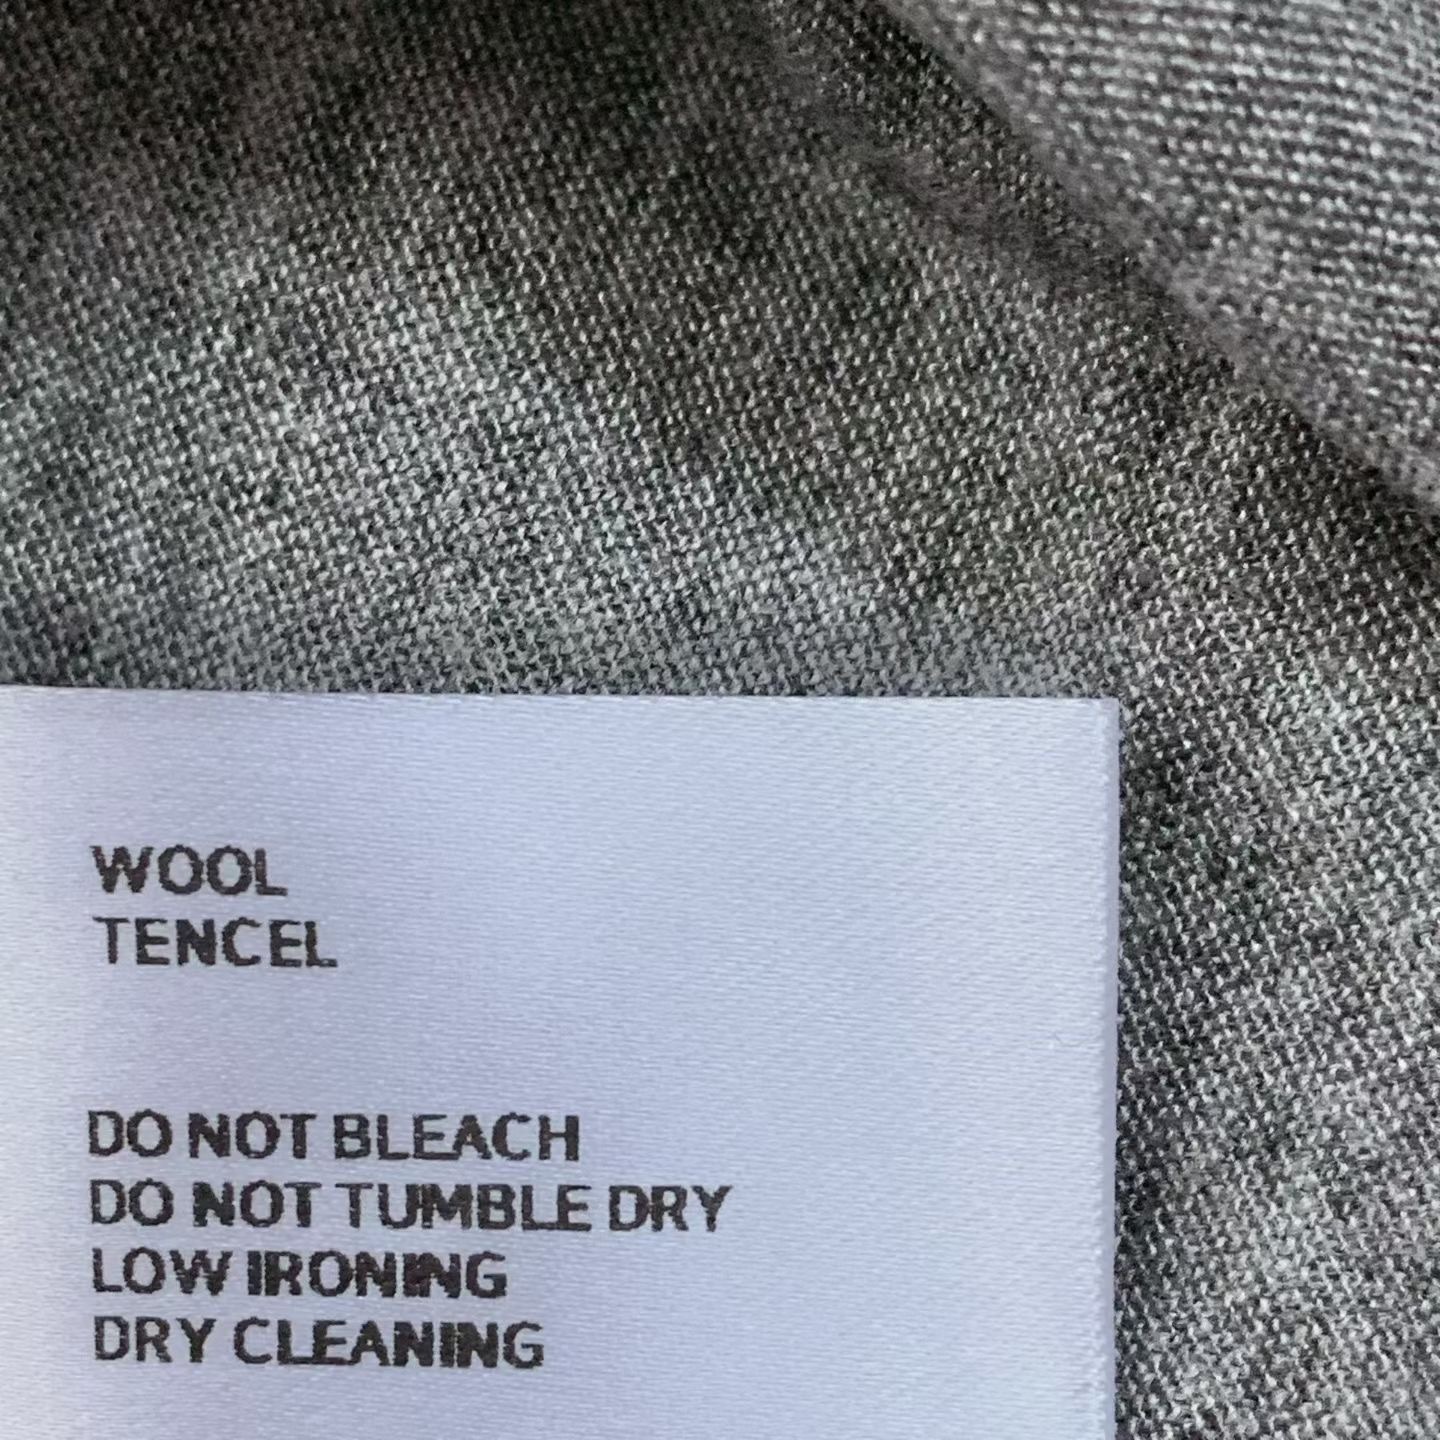 WOOL
TENCEL
DO NOT BLEACH
DO NOT TUMBLE DRY
LOW IRONING
DRY CLEANING